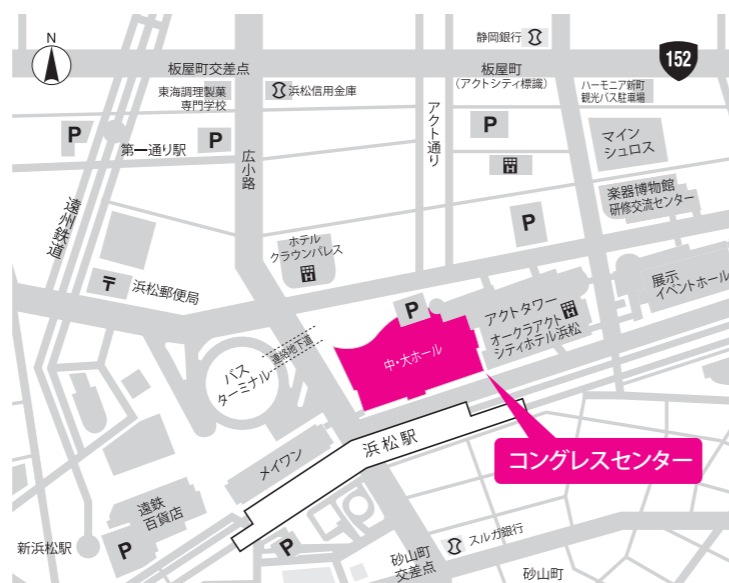 静岡銀行
N
152
板屋町交差点
板屋町
(アクトシティ標識)
東海調理製菓
専門学校
浜松信用金庫
ハーモニア新町
観光バス駐車場
P
P
P
第一通り駅
広小路
アクト通り
マイン
シュロス
H
楽器博物館
研修交流センター
遠州鉄道
P
ホテル
クラウンパレス
H
〒
浜松郵便局
展示
イベントホール
P
アクトタワー
H
オークラアクト
シティホテル浜松
連絡地下道
中・大ホール
バス
ターミナル
浜松駅
コングレスセンター
メイワン
遠鉄
百貨店
新浜松駅
P
P
スルガ銀行
砂山町
交差点
砂山町